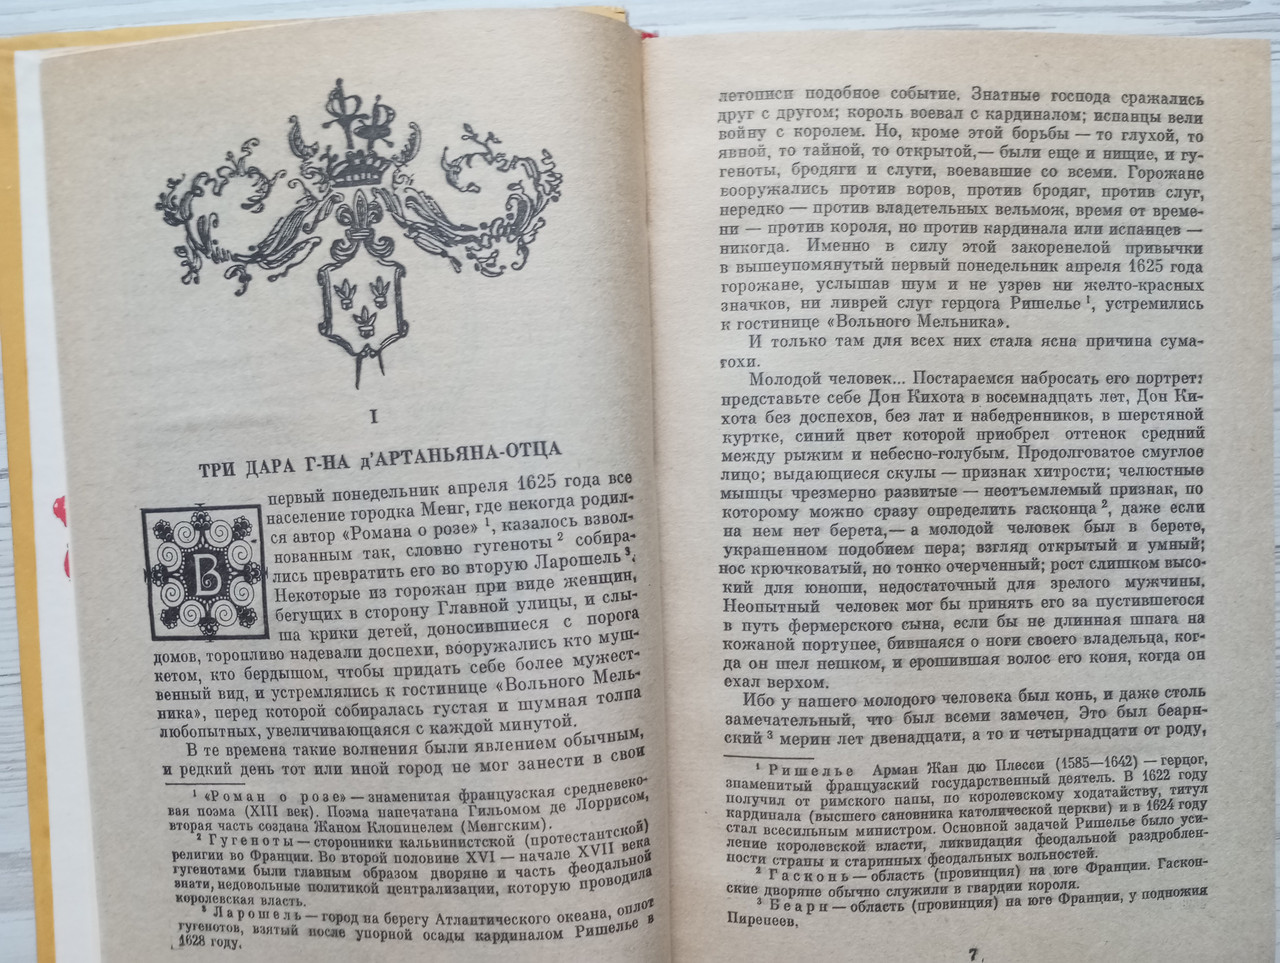 I
ТРИ ДАРА Г-НА д'АРТАНЬЯНА-ОТЦА
В первый понедельник апреля 1625 года все
население городка Менг, где некогда родил-
ся автор «Романа о розе» ¹, казалось взвол-
нованным так, словно гугеноты ² собира-
лись превратить его во вторую Ларошель ³.
Некоторые из горожан при виде женщин,
бегущих в сторону Главной улицы, и слы-
ша крики детей, доносившиеся с порога
домов, торопливо надевали доспехи, вооружались кто муш-
кетом, кто бердышом, чтобы придать себе более мужест-
венный вид, и устремлялись к гостинице «Вольного Мель-
ника», перед которой собиралась густая и шумная толпа
любопытных, увеличивающаяся с каждой минутой.
В те времена такие волнения были явлением обычным,
и редкий день тот или иной город не мог занести в свои
¹ «Роман о розе» — знаменитая французская средневеко-
вая поэма (XIII век). Поэма напечатана Гильомом де Лоррисом,
вторая часть создана Жаном Клопинелем (Менгским).
² Гугеноты — сторонники кальвинистской (протестантской)
религии во Франции. Во второй половине XVI — начале XVII века
гугенотами были главным образом дворяне и часть феодальной
знати, недовольные политикой централизации, которую проводила
королевская власть.
³ Ларошель — город на берегу Атлантического океана, оплот
гугенотов, взятый после упорной осады кардиналом Ришелье в
1628 году.
летописи подобное событие. Знатные господа сражались
друг с другом; король воевал с кардиналом; испанцы вели
войну с королем. Но, кроме этой борьбы — то глухой, то
явной, то тайной, то открытой,— были еще и нищие, и гу-
геноты, бродяги и слуги, воевавшие со всеми. Горожане
вооружались против воров, против бродяг, против слуг,
нередко — против владетельных вельмож, время от време-
ни — против короля, но против кардинала или испанцев —
никогда. Именно в силу этой закоренелой привычки
в вышеупомянутый первый понедельник апреля 1625 года
горожане, услышав шум и не узрев ни желто-красных
значков, ни ливрей слуг герцога Ришелье ¹, устремились
к гостинице «Вольного Мельника».
И только там для всех них стала ясна причина сума-
тохи.
Молодой человек... Постараемся набросать его портрет:
представьте себе Дон Кихота в восемнадцать лет, Дон Ки-
хота без доспехов, без лат и набедренников, в шерстяной
куртке, синий цвет которой приобрел оттенок средний
между рыжим и небесно-голубым. Продолговатое смуглое
лицо; выдающиеся скулы — признак хитрости; челюстные
мышцы чрезмерно развитые — неотъемлемый признак, по
которому можно сразу определить гасконца ², даже если
на нем нет берета,— а молодой человек был в берете,
украшенном подобием пера; взгляд открытый и умный;
нос крючковатый, но тонко очерченный; рост слишком высо-
кий для юноши, недостаточный для зрелого мужчины.
Неопытный человек мог бы принять его за пустившегося
в путь фермерского сына, если бы не длинная шпага на
кожаной портупее, бившаяся о ноги своего владельца, ког-
да он шел пешком, и ерошившая волос его коня, когда он
ехал верхом.
Ибо у нашего молодого человека был конь, и даже столь
замечательный, что был всеми замечен. Это был беарн-
ский ³ мерин лет двенадцати, а то и четырнадцати от роду,
¹ Ришелье Арман Жан дю Плесси (1585—1642) — герцог,
знаменитый французский государственный деятель. В 1622 году
получил от римского папы, по королевскому ходатайству, титул
кардинала (высшего сановника католической церкви) и в 1624 году
стал всесильным министром. Основной задачей Ришелье было уси-
ление королевской власти, ликвидация феодальной раздроблен-
ности страны и старинных феодальных вольностей.
² Гасконь — область (провинция) на юге Франции. Гаскон-
ские дворяне обычно служили в гвардии короля.
³ Беарн — область (провинция) на юге Франции, у подножия
Пиренеев.
7